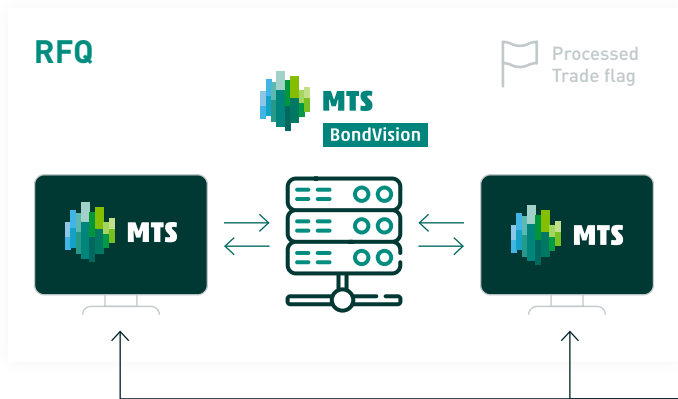 RFQ
Processed
Trade flag
MTS
BondVision
MTS
MTS